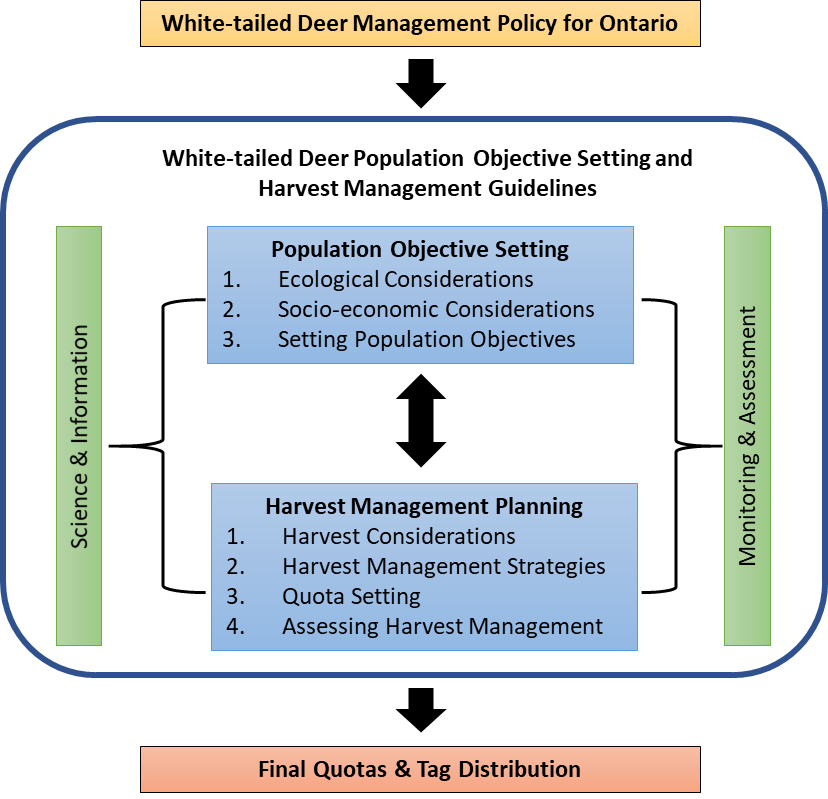 White-tailed Deer Management Policy for Ontario
White-tailed Deer Population Objective Setting and
Harvest Management Guidelines
Science & Information
Population Objective Setting
1. Ecological Considerations
2. Socio-economic Considerations
3. Setting Population Objectives
Harvest Management Planning
1. Harvest Considerations
2. Harvest Management Strategies
3. Quota Setting
4. Assessing Harvest Management
Monitoring & Assessment
Final Quotas & Tag Distribution